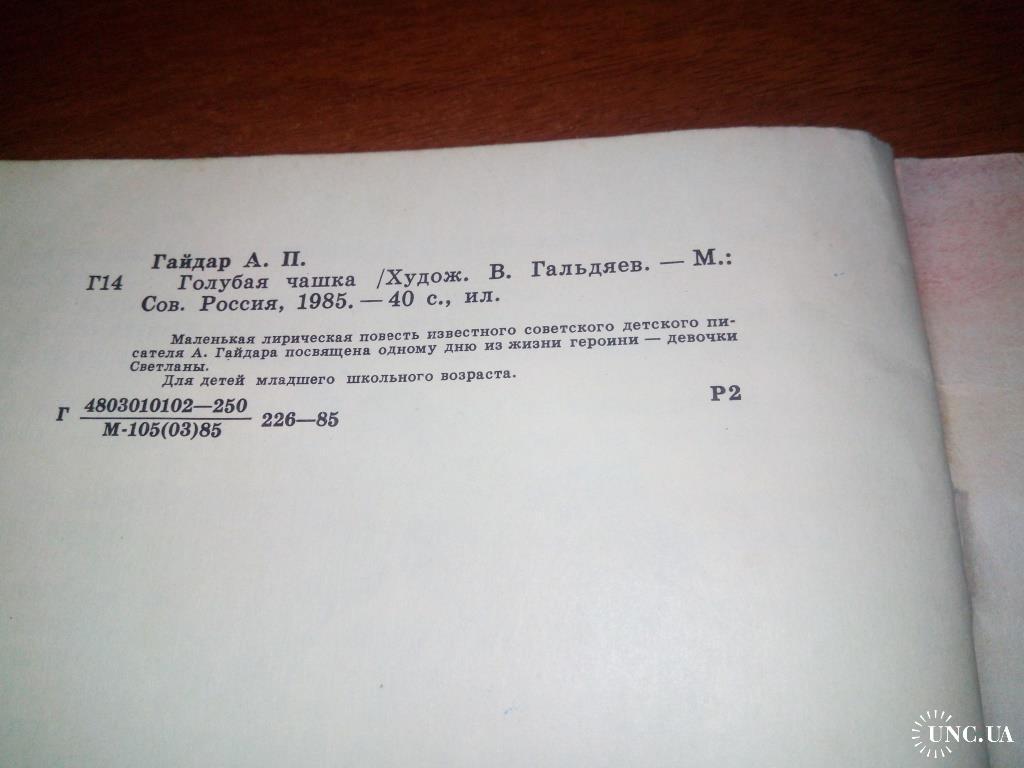 Гайдар А. П.
Г14 Голубая чашка /Худож. В. Гальдяев. — М.:
Сов. Россия, 1985. — 40 с., ил.
Маленькая лирическая повесть известного советского детского пи-
сателя А. Гайдара посвящена одному дню из жизни героини — девочки
Светланы.
Для детей младшего школьного возраста.
Г 4803010102—250 226—85 Р2
М-105(03)85
UNC.UA